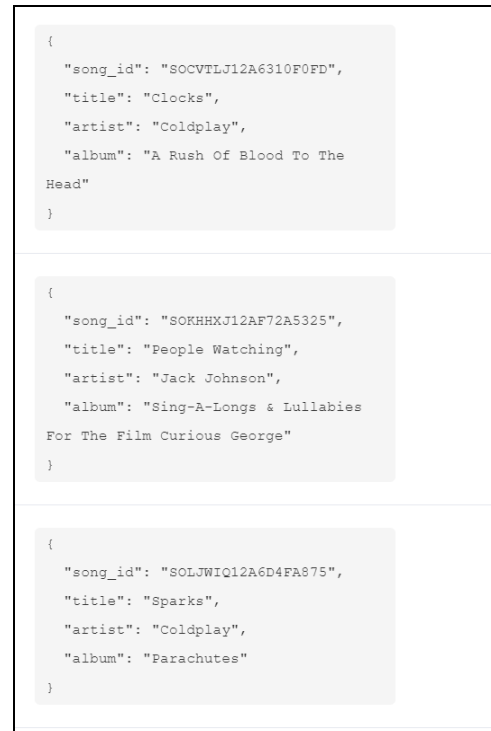 {
"song_id": "SOCVTLJ12A6310F0FD",
"title": "Clocks",
"artist": "Coldplay",
"album": "A Rush Of Blood To The
Head"
}
{
"song_id": "SOKHHXJ12AF72A5325",
"title": "People Watching",
"artist": "Jack Johnson",
"album": "Sing-A-Longs & Lullabies
For The Film Curious George"
}
{
"song_id": "SOLJWIQ12A6D4FA875",
"title": "Sparks",
"artist": "Coldplay",
"album": "Parachutes"
}